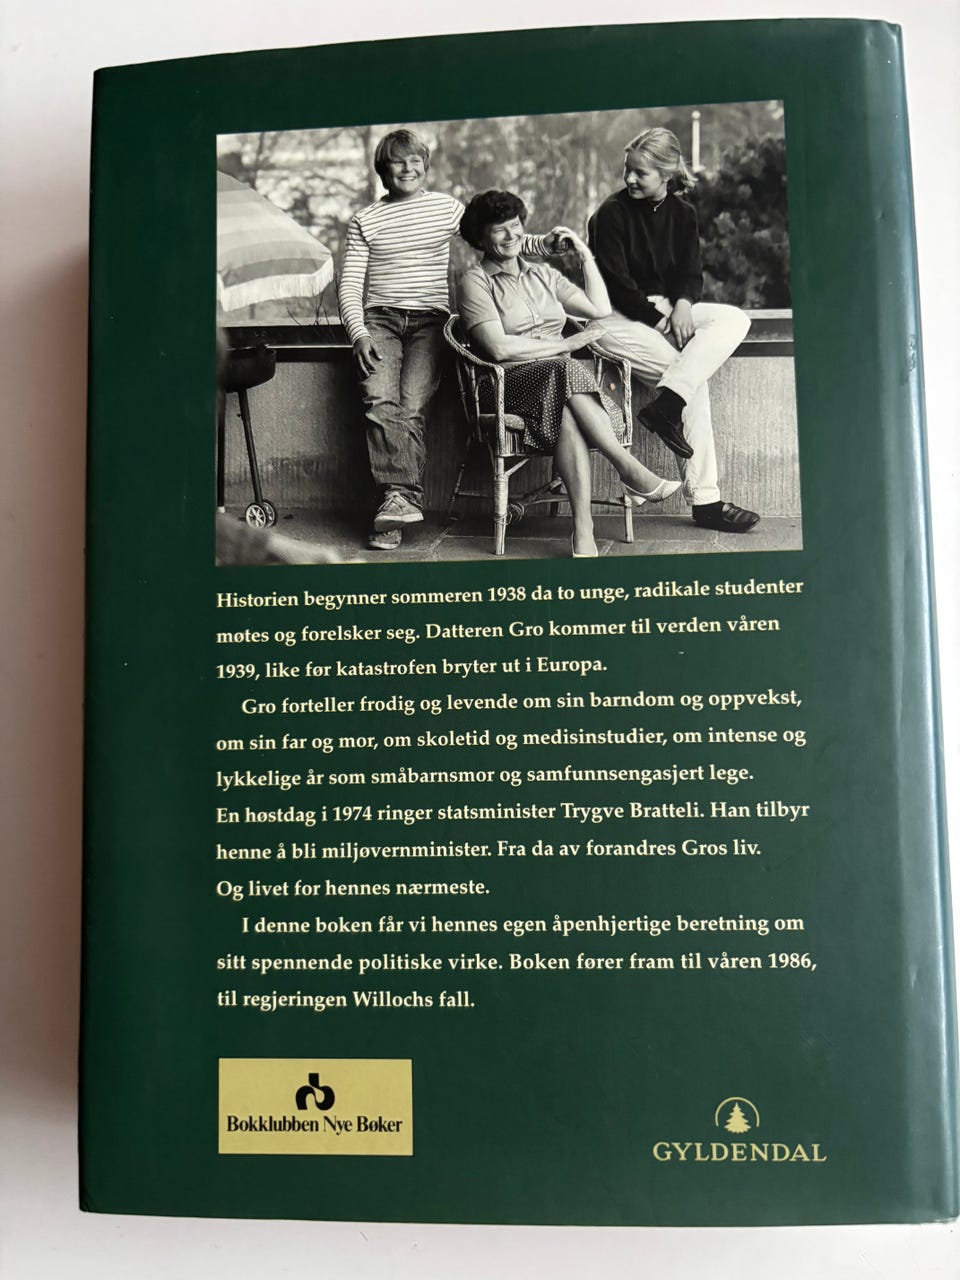 Historien begynner sommeren 1938 da to unge, radikale studenter
møtes og forelsker seg. Datteren Gro kommer til verden våren
1939, like før katastrofen bryter ut i Europa.
Gro forteller frodig og levende om sin barndom og oppvekst,
om sin far og mor, om skoletid og medisinstudier, om intense og
lykkelige år som småbarnsmor og samfunnsengasjert lege.
En høstdag i 1974 ringer statsminister Trygve Bratteli. Han tilbyr
henne å bli miljøvernminister. Fra da av forandres Gros liv.
Og livet for hennes nærmeste.
I denne boken får vi hennes egen åpenhjertige beretning om
sitt spennende politiske virke. Boken fører fram til våren 1986,
til regjeringen Willochs fall.
Bokklubben Nye Bøker
GYLDENDAL